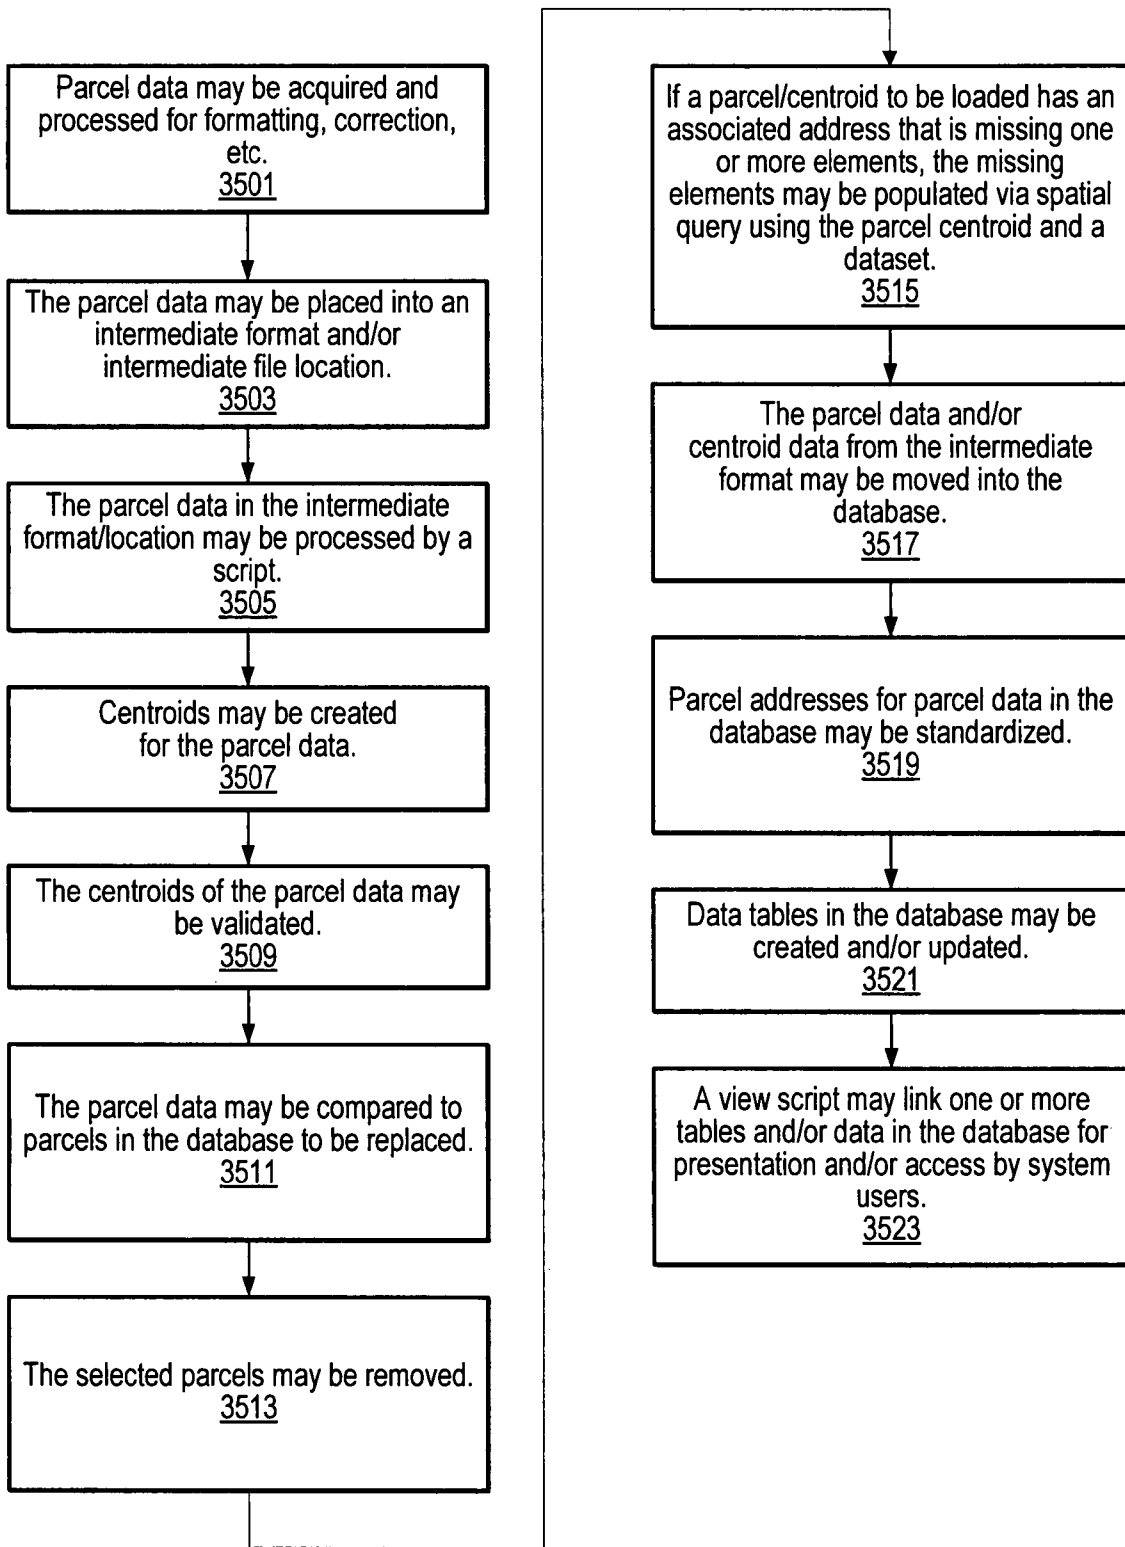 Parcel data may be acquired and
processed for formatting, correction,
etc.
3501
The parcel data may be placed into an
intermediate format and/or
intermediate file location.
3503
The parcel data in the intermediate
format/location may be processed by a
script.
3505
Centroids may be created
for the parcel data.
3507
The centroids of the parcel data may
be validated.
3509
The parcel data may be compared to
parcels in the database to be replaced.
3511
The selected parcels may be removed.
3513
If a parcel/centroid to be loaded has an
associated address that is missing one
or more elements, the missing
elements may be populated via spatial
query using the parcel centroid and a
dataset.
3515
The parcel data and/or
centroid data from the intermediate
format may be moved into the
database.
3517
Parcel addresses for parcel data in the
database may be standardized.
3519
Data tables in the database may be
created and/or updated.
3521
A view script may link one or more
tables and/or data in the database for
presentation and/or access by system
users.
3523